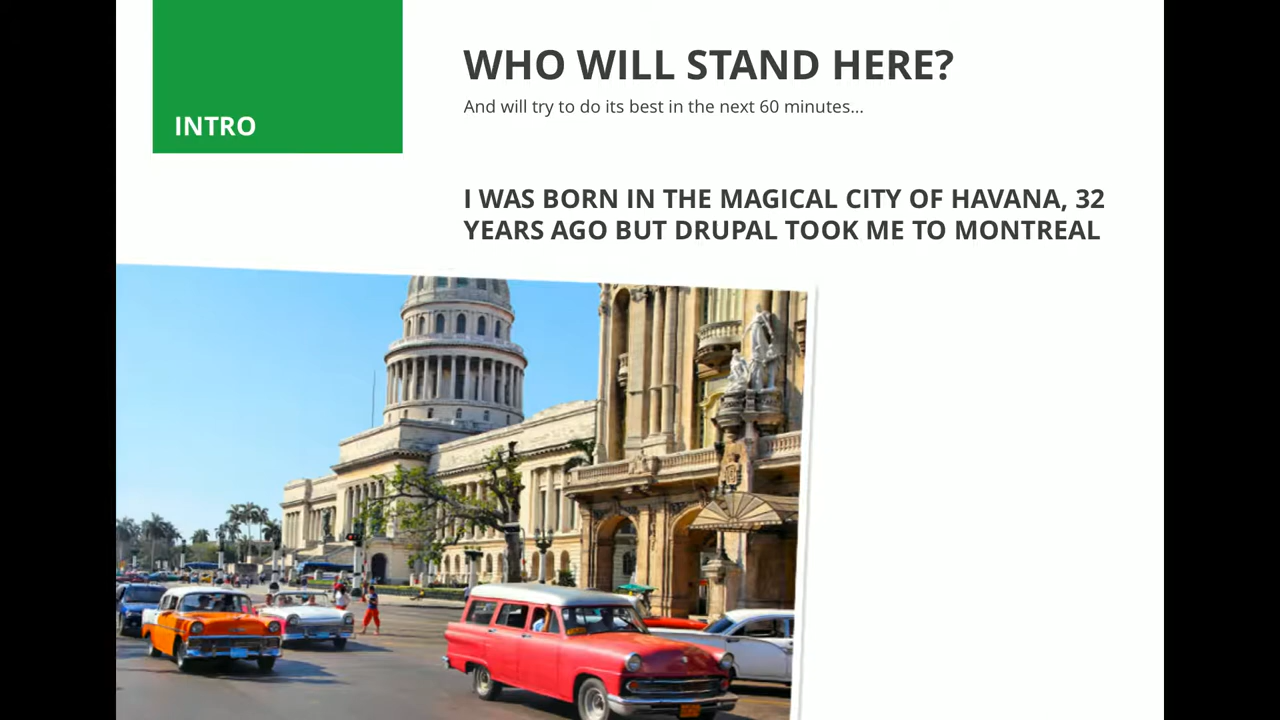 INTRO
WHO WILL STAND HERE?
And will try to do its best in the next 60 minutes...
I WAS BORN IN THE MAGICAL CITY OF HAVANA, 32
YEARS AGO BUT DRUPAL TOOK ME TO MONTREAL